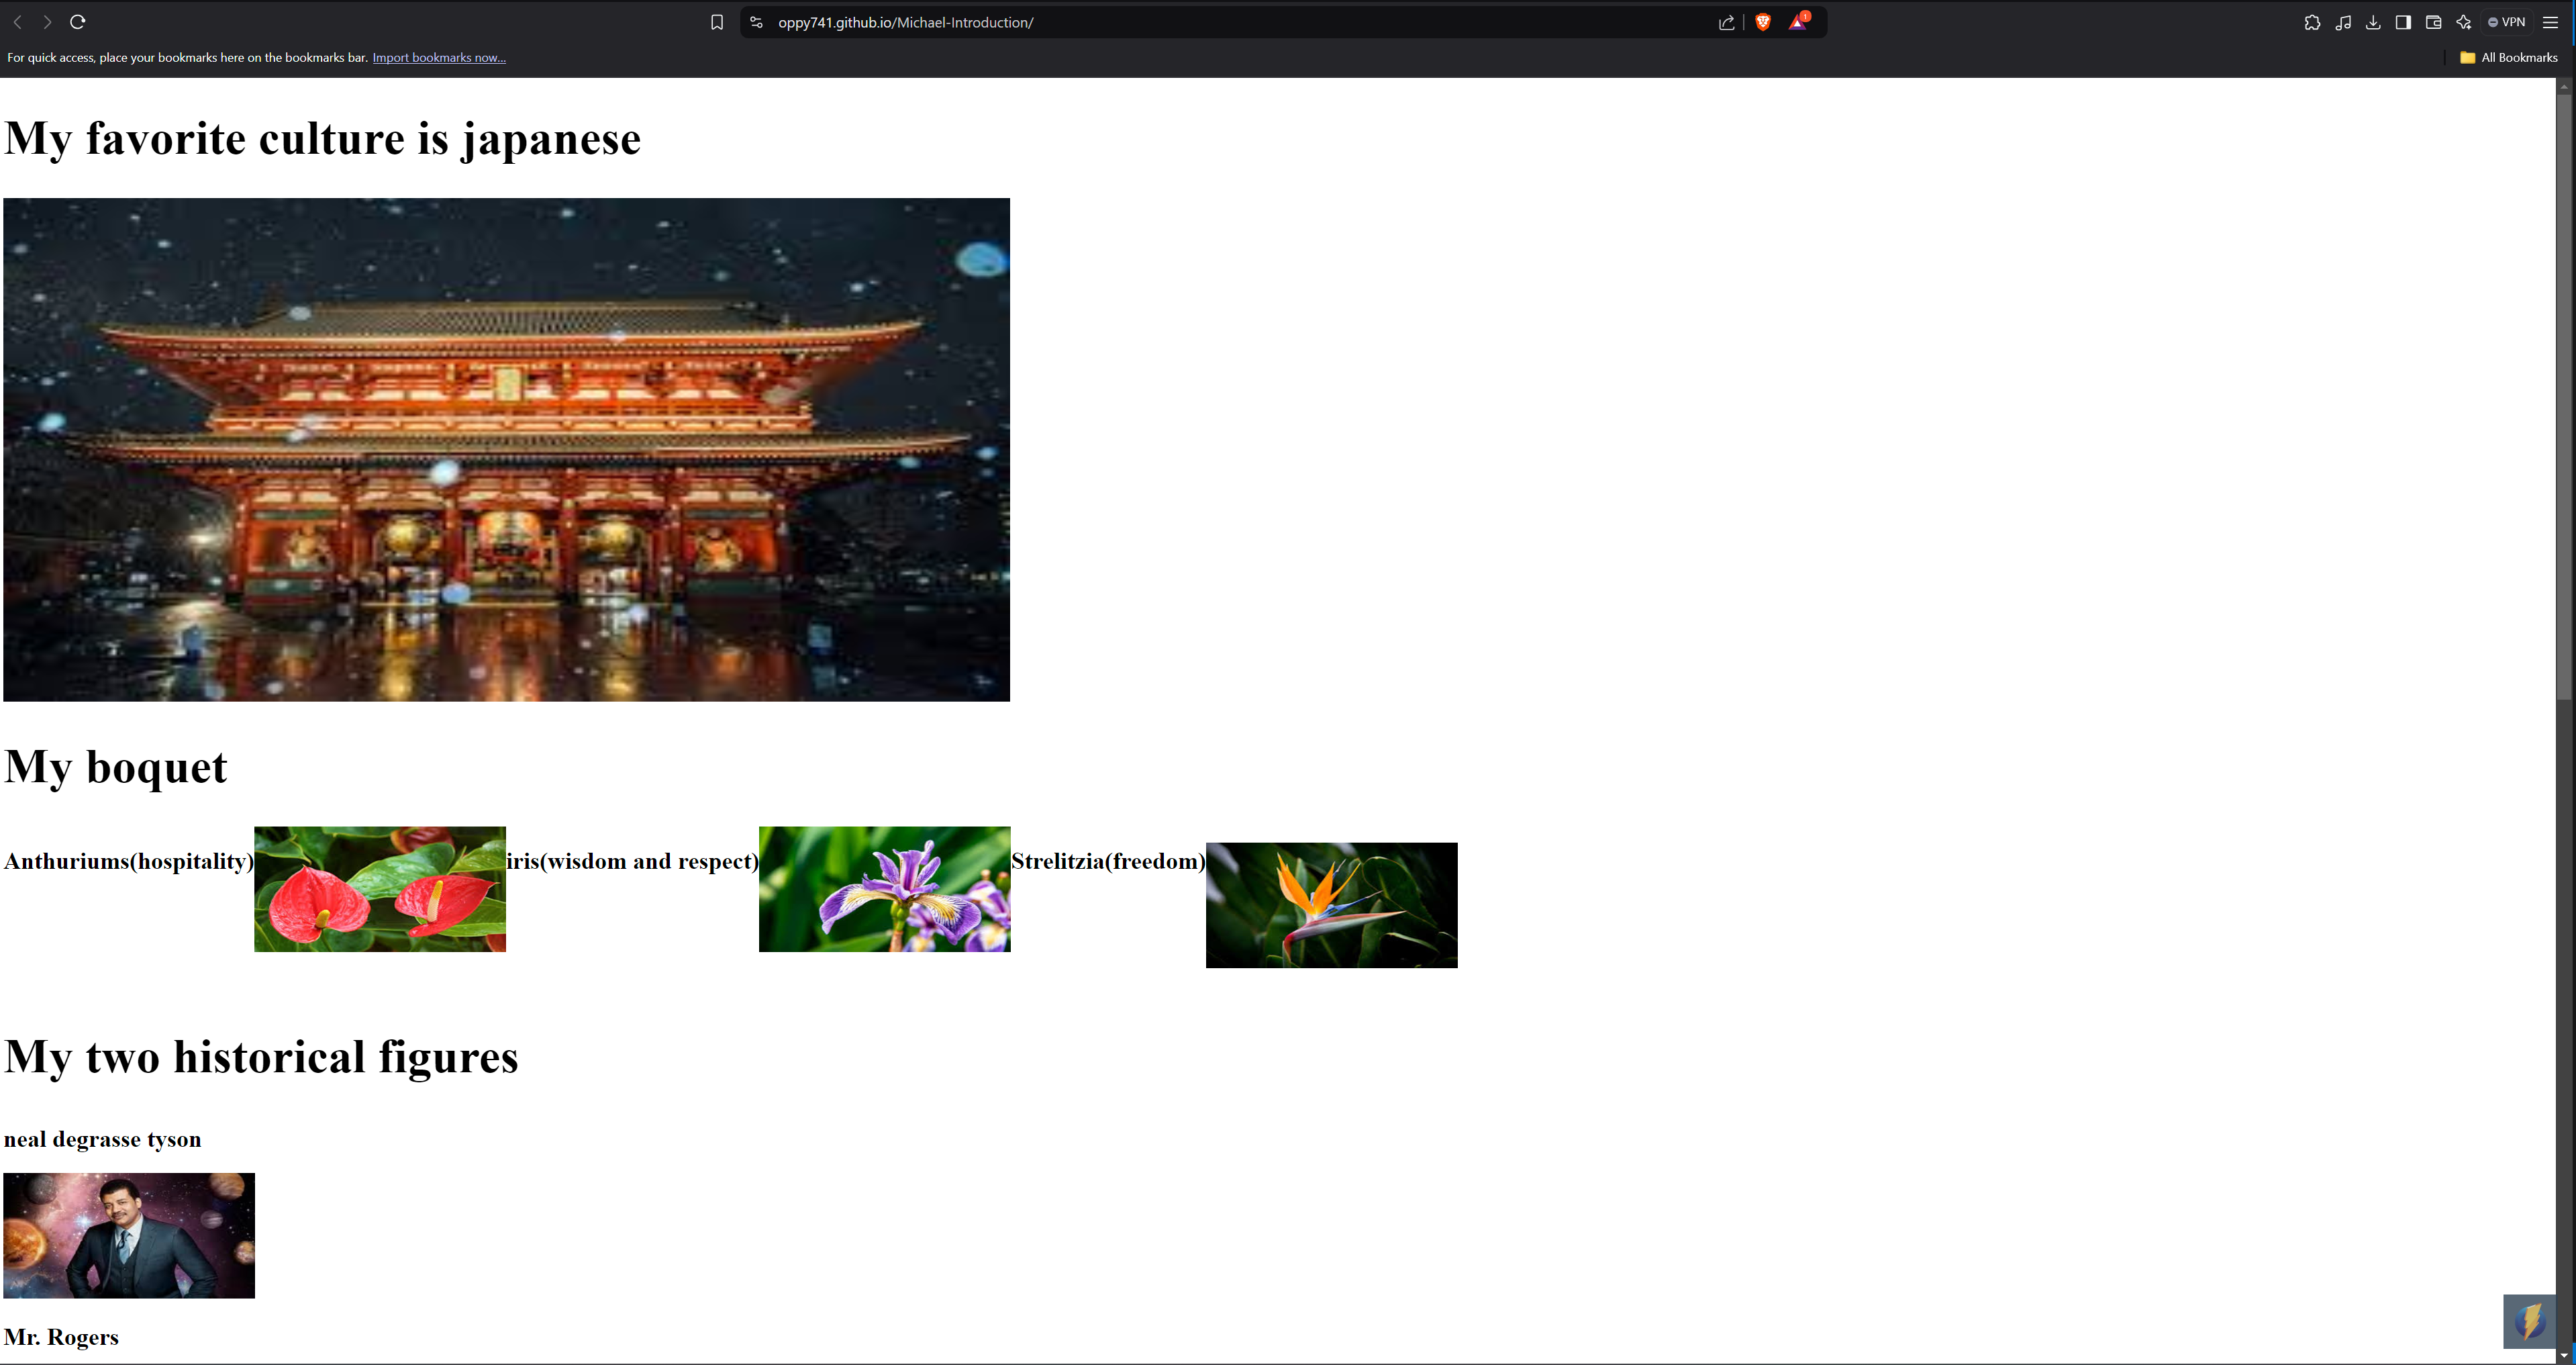 oppy741.github.io/Michael-Introduction/
1
VPN
For quick access, place your bookmarks here on the bookmarks bar. Import bookmarks now...
All Bookmarks
My favorite culture is japanese
My boquet
Anthuriums(hospitality) iris(wisdom and respect) Strelitzia(freedom)
My two historical figures
neal degrasse tyson
Mr. Rogers